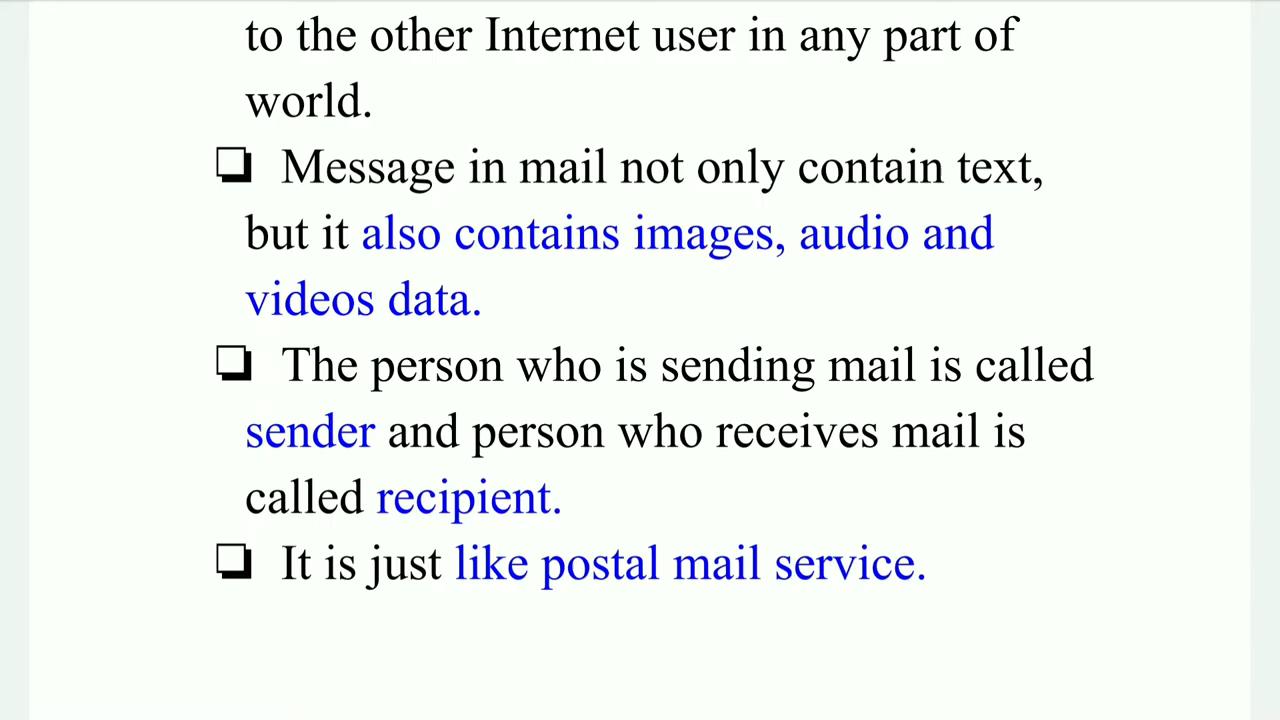 to the other Internet user in any part of
world.
❏ Message in mail not only contain text,
but it also contains images, audio and
videos data.
❏ The person who is sending mail is called
sender and person who receives mail is
called recipient.
❏ It is just like postal mail service.